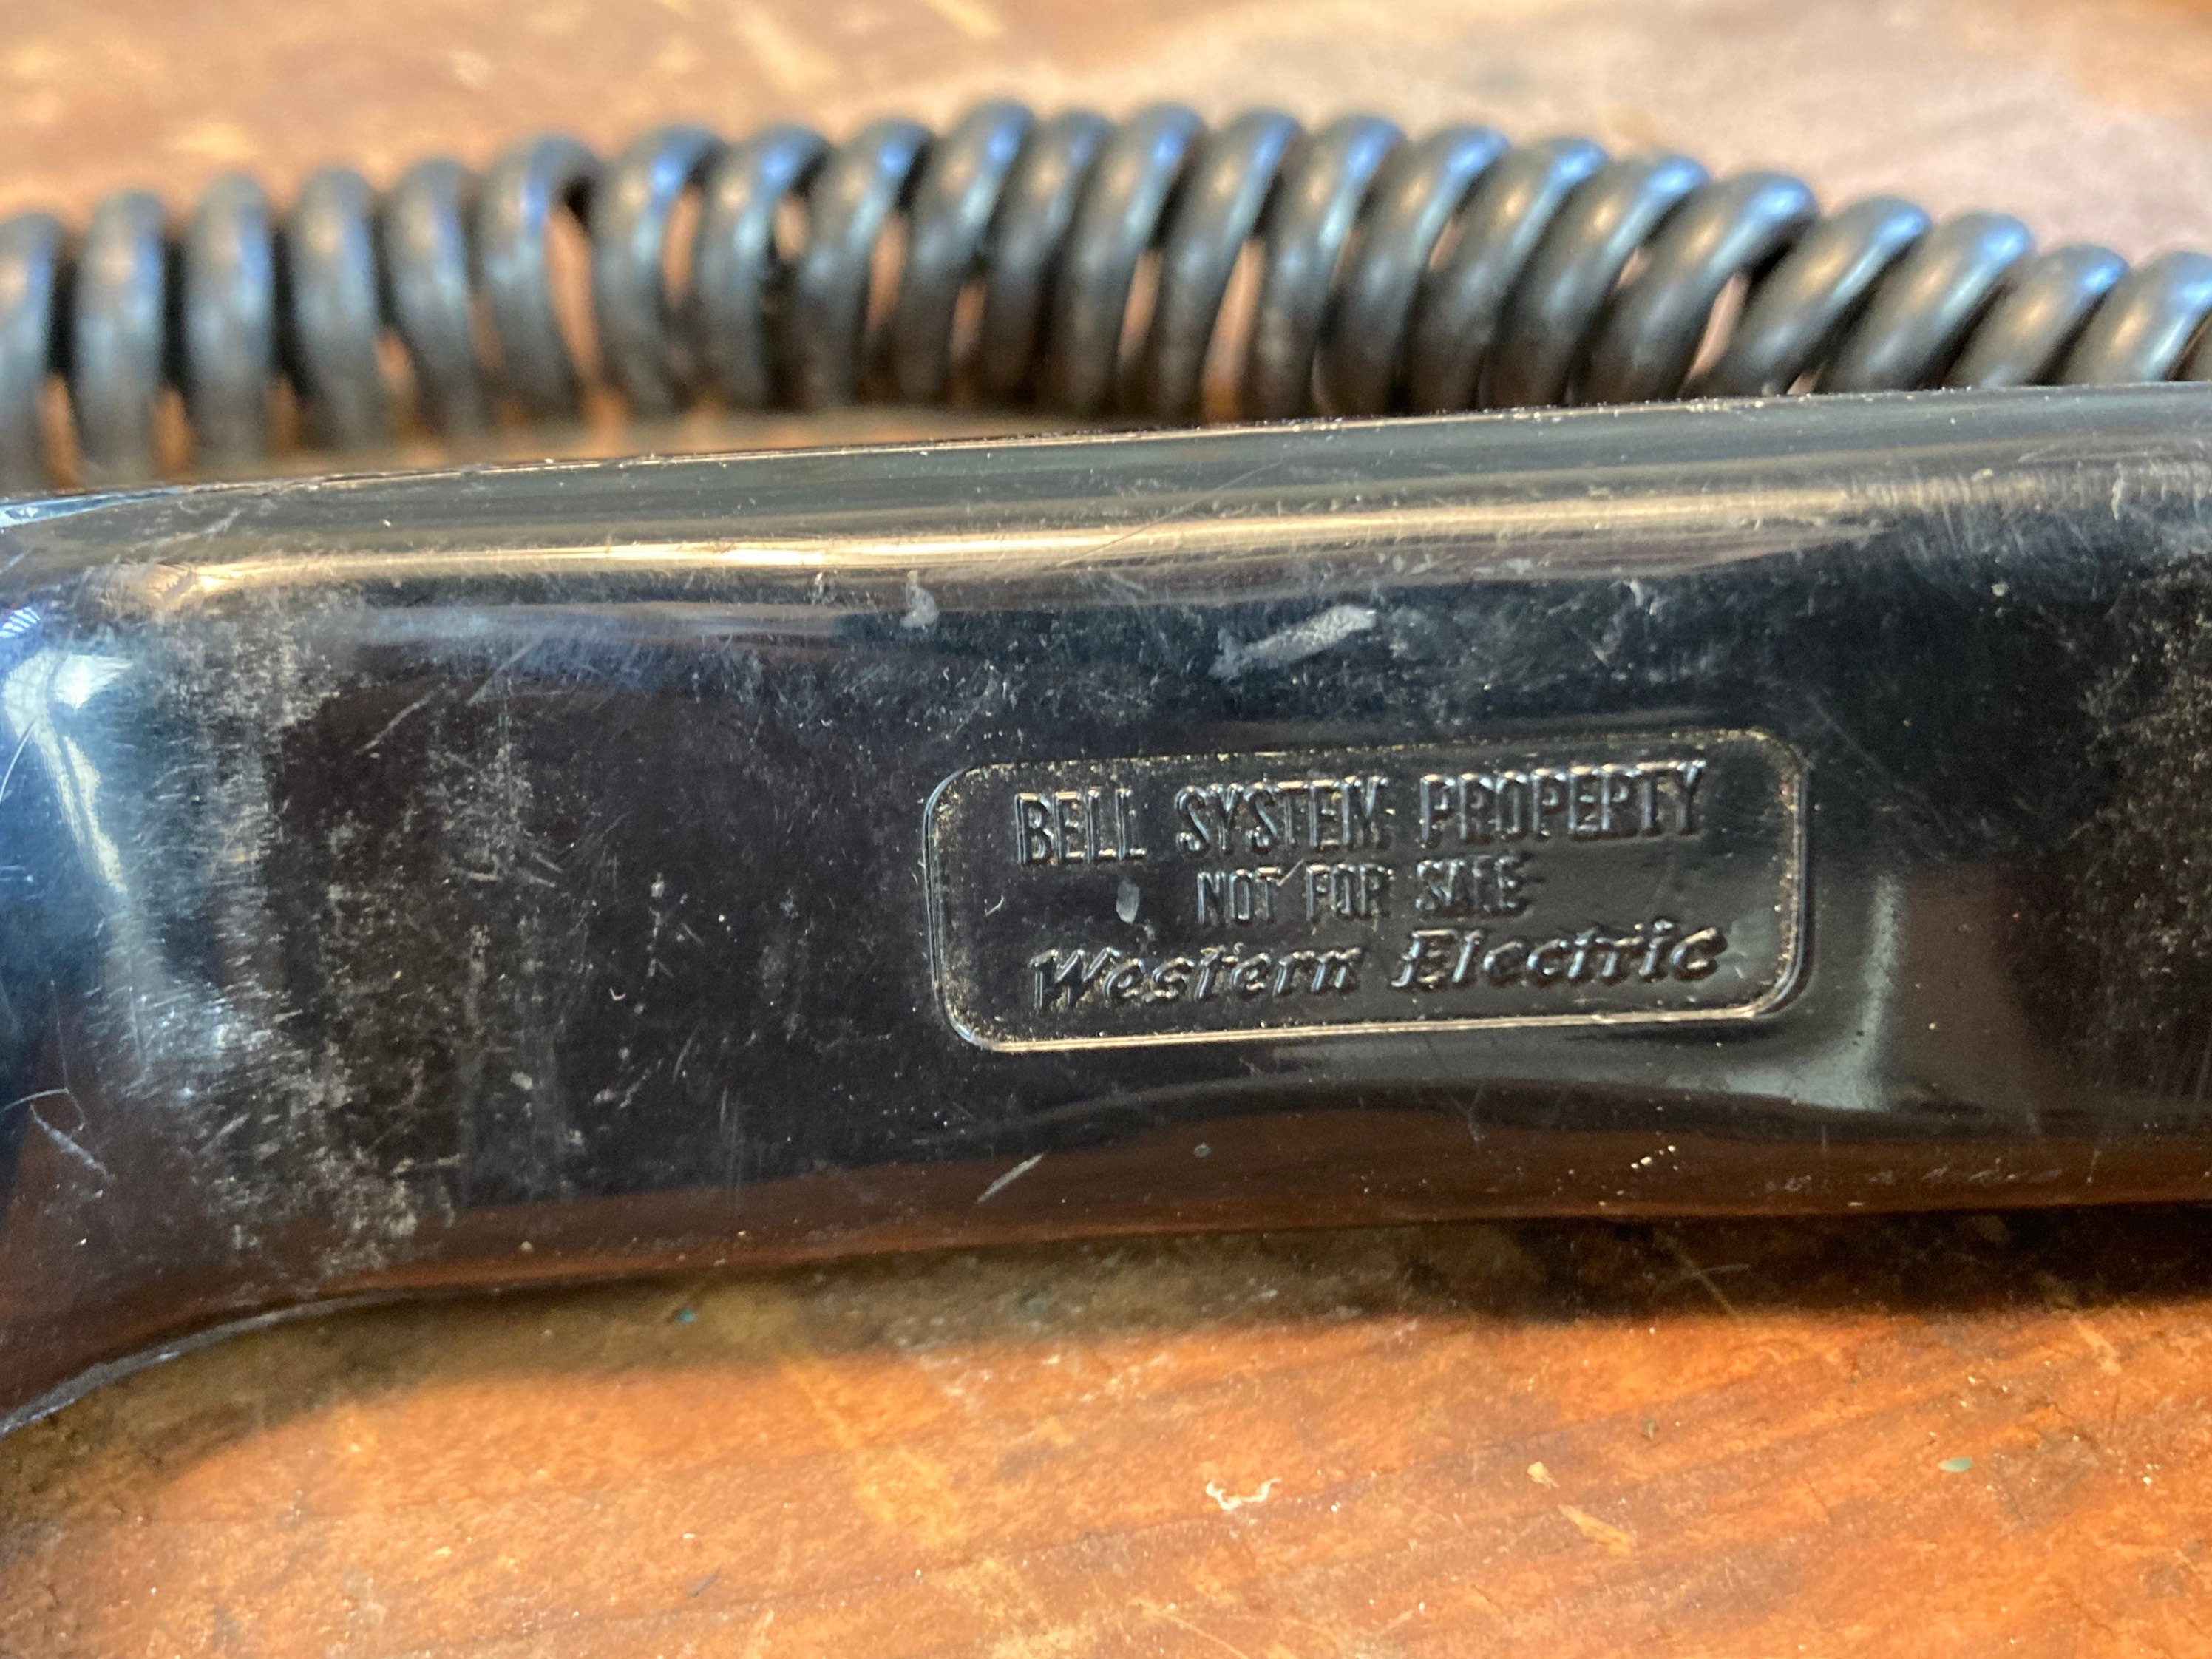 BELL SYSTEM PROPERTY
NOT FOR SALE
Western Electric